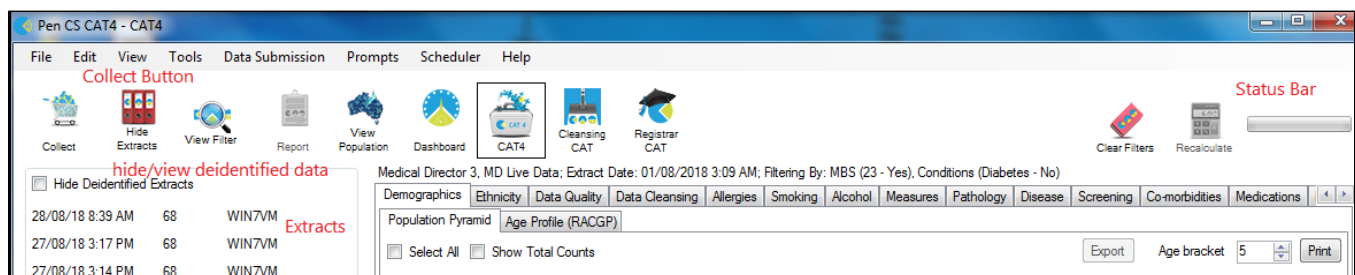 Pen CS CAT4 - CAT4
File Edit View Tools Data Submission Prompts Scheduler Help
Collect Button
Status Bar
CAT 4
Collect
Hide Extracts
View Filter
Report
View Population
Dashboard
CAT4
Cleansing CAT
Registrar CAT
Clear Filters
Recalculate
hide/view deidentified data
Medical Director 3, MD Live Data; Extract Date: 01/08/2018 3:09 AM; Filtering By: MBS (23 - Yes), Conditions (Diabetes - No)
Hide Deidentified Extracts
Demographics Ethnicity Data Quality Data Cleansing Allergies Smoking Alcohol Measures Pathology Disease Screening Co-morbidities Medications
Population Pyramid Age Profile (RACGP)
28/08/18 8:39 AM 68 WIN7VM
Extracts
27/08/18 3:17 PM 68 WIN7VM
Select All Show Total Counts Export Age bracket 5 Print
27/08/18 3:14 PM 68 WIN7VM